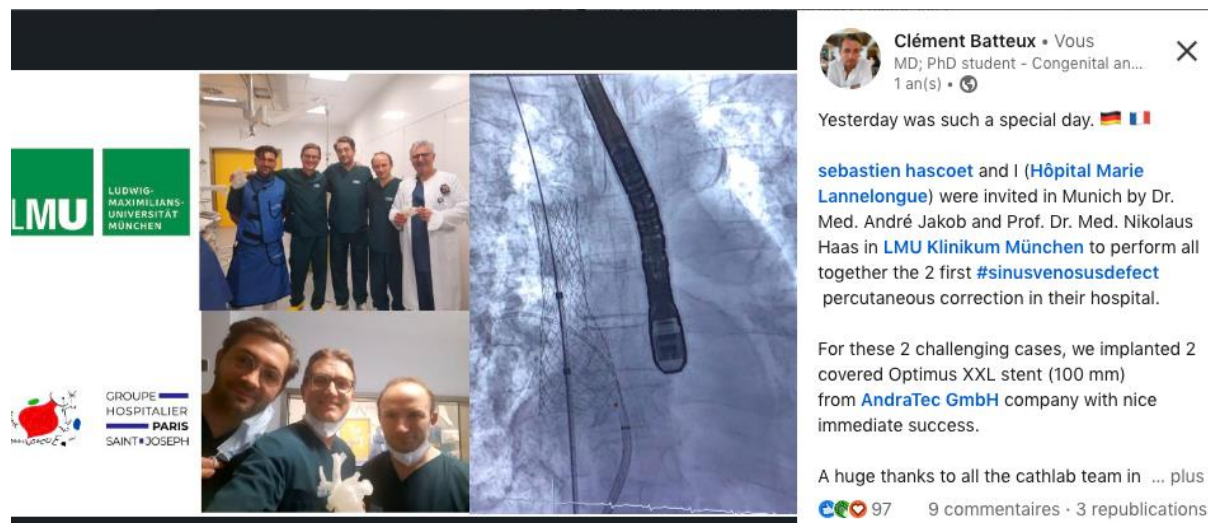 LMU
LUDWIG-
MAXIMILIANS-
UNIVERSITÄT
MÜNCHEN
GROUPE
HOSPITALIER
PARIS
SAINT JOSEPH
Clément Batteux • Vous
MD; PhD student - Congenital an...
1 an(s) •
Yesterday was such a special day. 🇩🇪 🇫🇷
sebastien hascoet and I (Hôpital Marie
Lannelongue) were invited in Munich by Dr.
Med. André Jakob and Prof. Dr. Med. Nikolaus
Haas in LMU Klinikum München to perform all
together the 2 first #sinusvenosusdefect
percutaneous correction in their hospital.
For these 2 challenging cases, we implanted 2
covered Optimus XXL stent (100 mm)
from AndraTec GmbH company with nice
immediate success.
A huge thanks to all the cathlab team in ... plus
97 9 commentaires · 3 republications